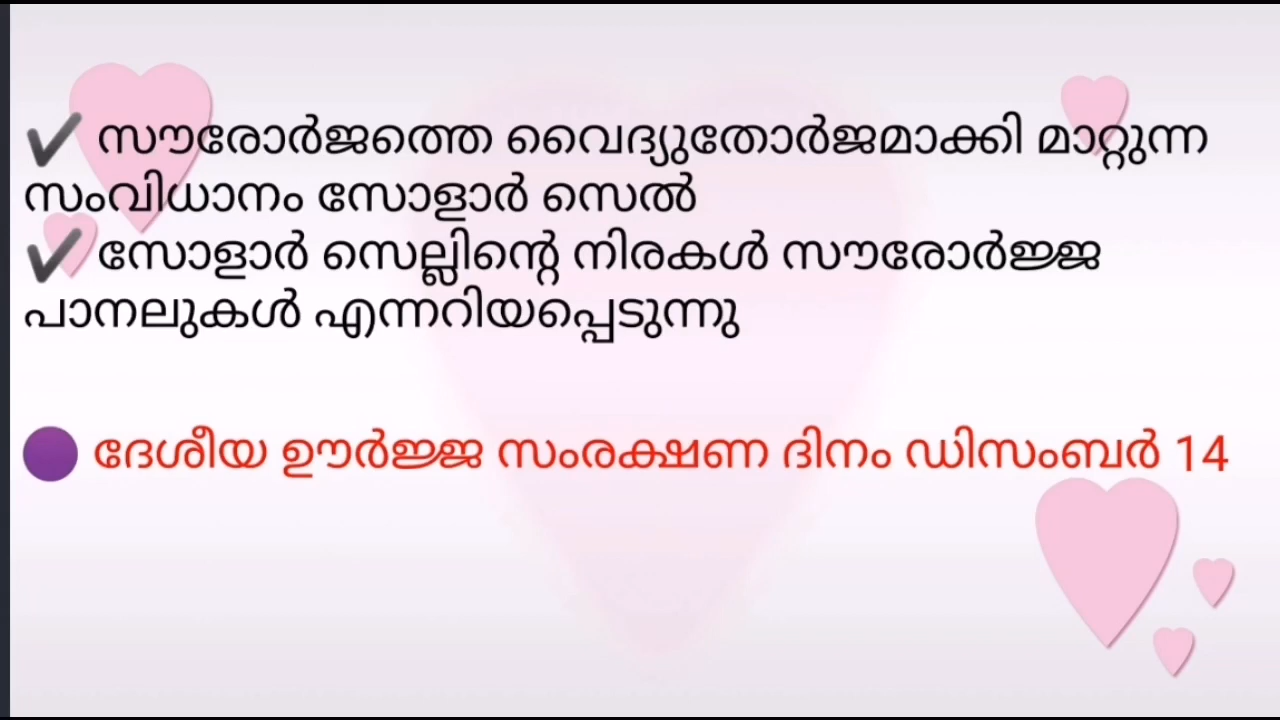 ✔ സൗരോർജത്തെ വൈദ്യുതോർജമാക്കി മാറ്റുന്ന
സംവിധാനം സോളാർ സെൽ
✔ സോളാർ സെല്ലിന്റെ നിരകൾ സൗരോർജ്ജ
പാനലുകൾ എന്നറിയപ്പെടുന്നു
🟣 ദേശീയ ഊർജ്ജ സംരക്ഷണ ദിനം ഡിസംബർ 14